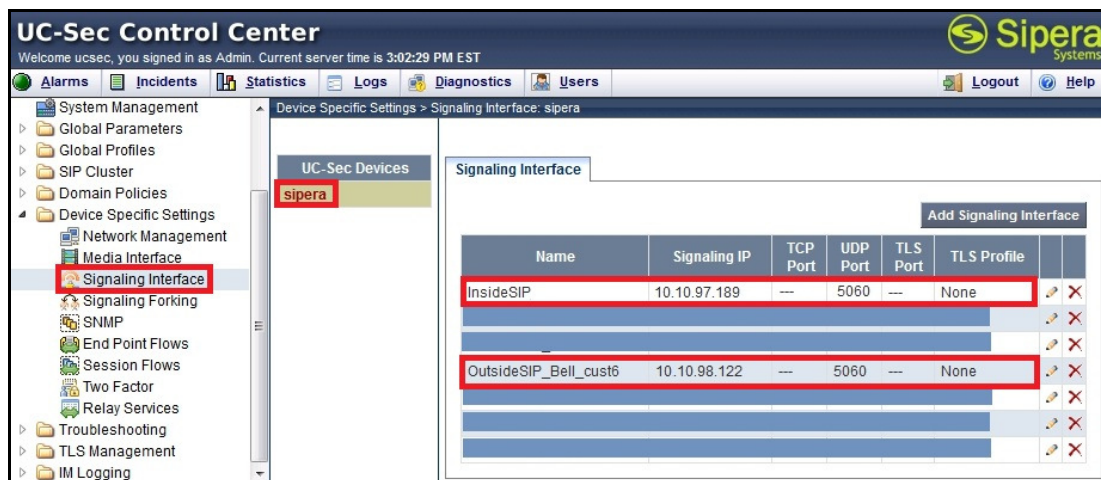 UC-Sec Control Center
Sipera
Systems
Welcome ucsec, you signed in as Admin. Current server time is 3:02:29 PM EST
Alarms Incidents Statistics Logs Diagnostics Users Logout Help
System Management
Global Parameters
Global Profiles
SIP Cluster
Domain Policies
Device Specific Settings
Network Management
Media Interface
Signaling Interface
Signaling Forking
SNMP
End Point Flows
Session Flows
Two Factor
Relay Services
Troubleshooting
TLS Management
IM Logging
Device Specific Settings > Signaling Interface: sipera
UC-Sec Devices
sipera
Signaling Interface
Add Signaling Interface
Name Signaling IP TCP Port UDP Port TLS Port TLS Profile
InsideSIP 10.10.97.189 --- 5060 --- None
OutsideSIP_Bell_cust6 10.10.98.122 --- 5060 --- None